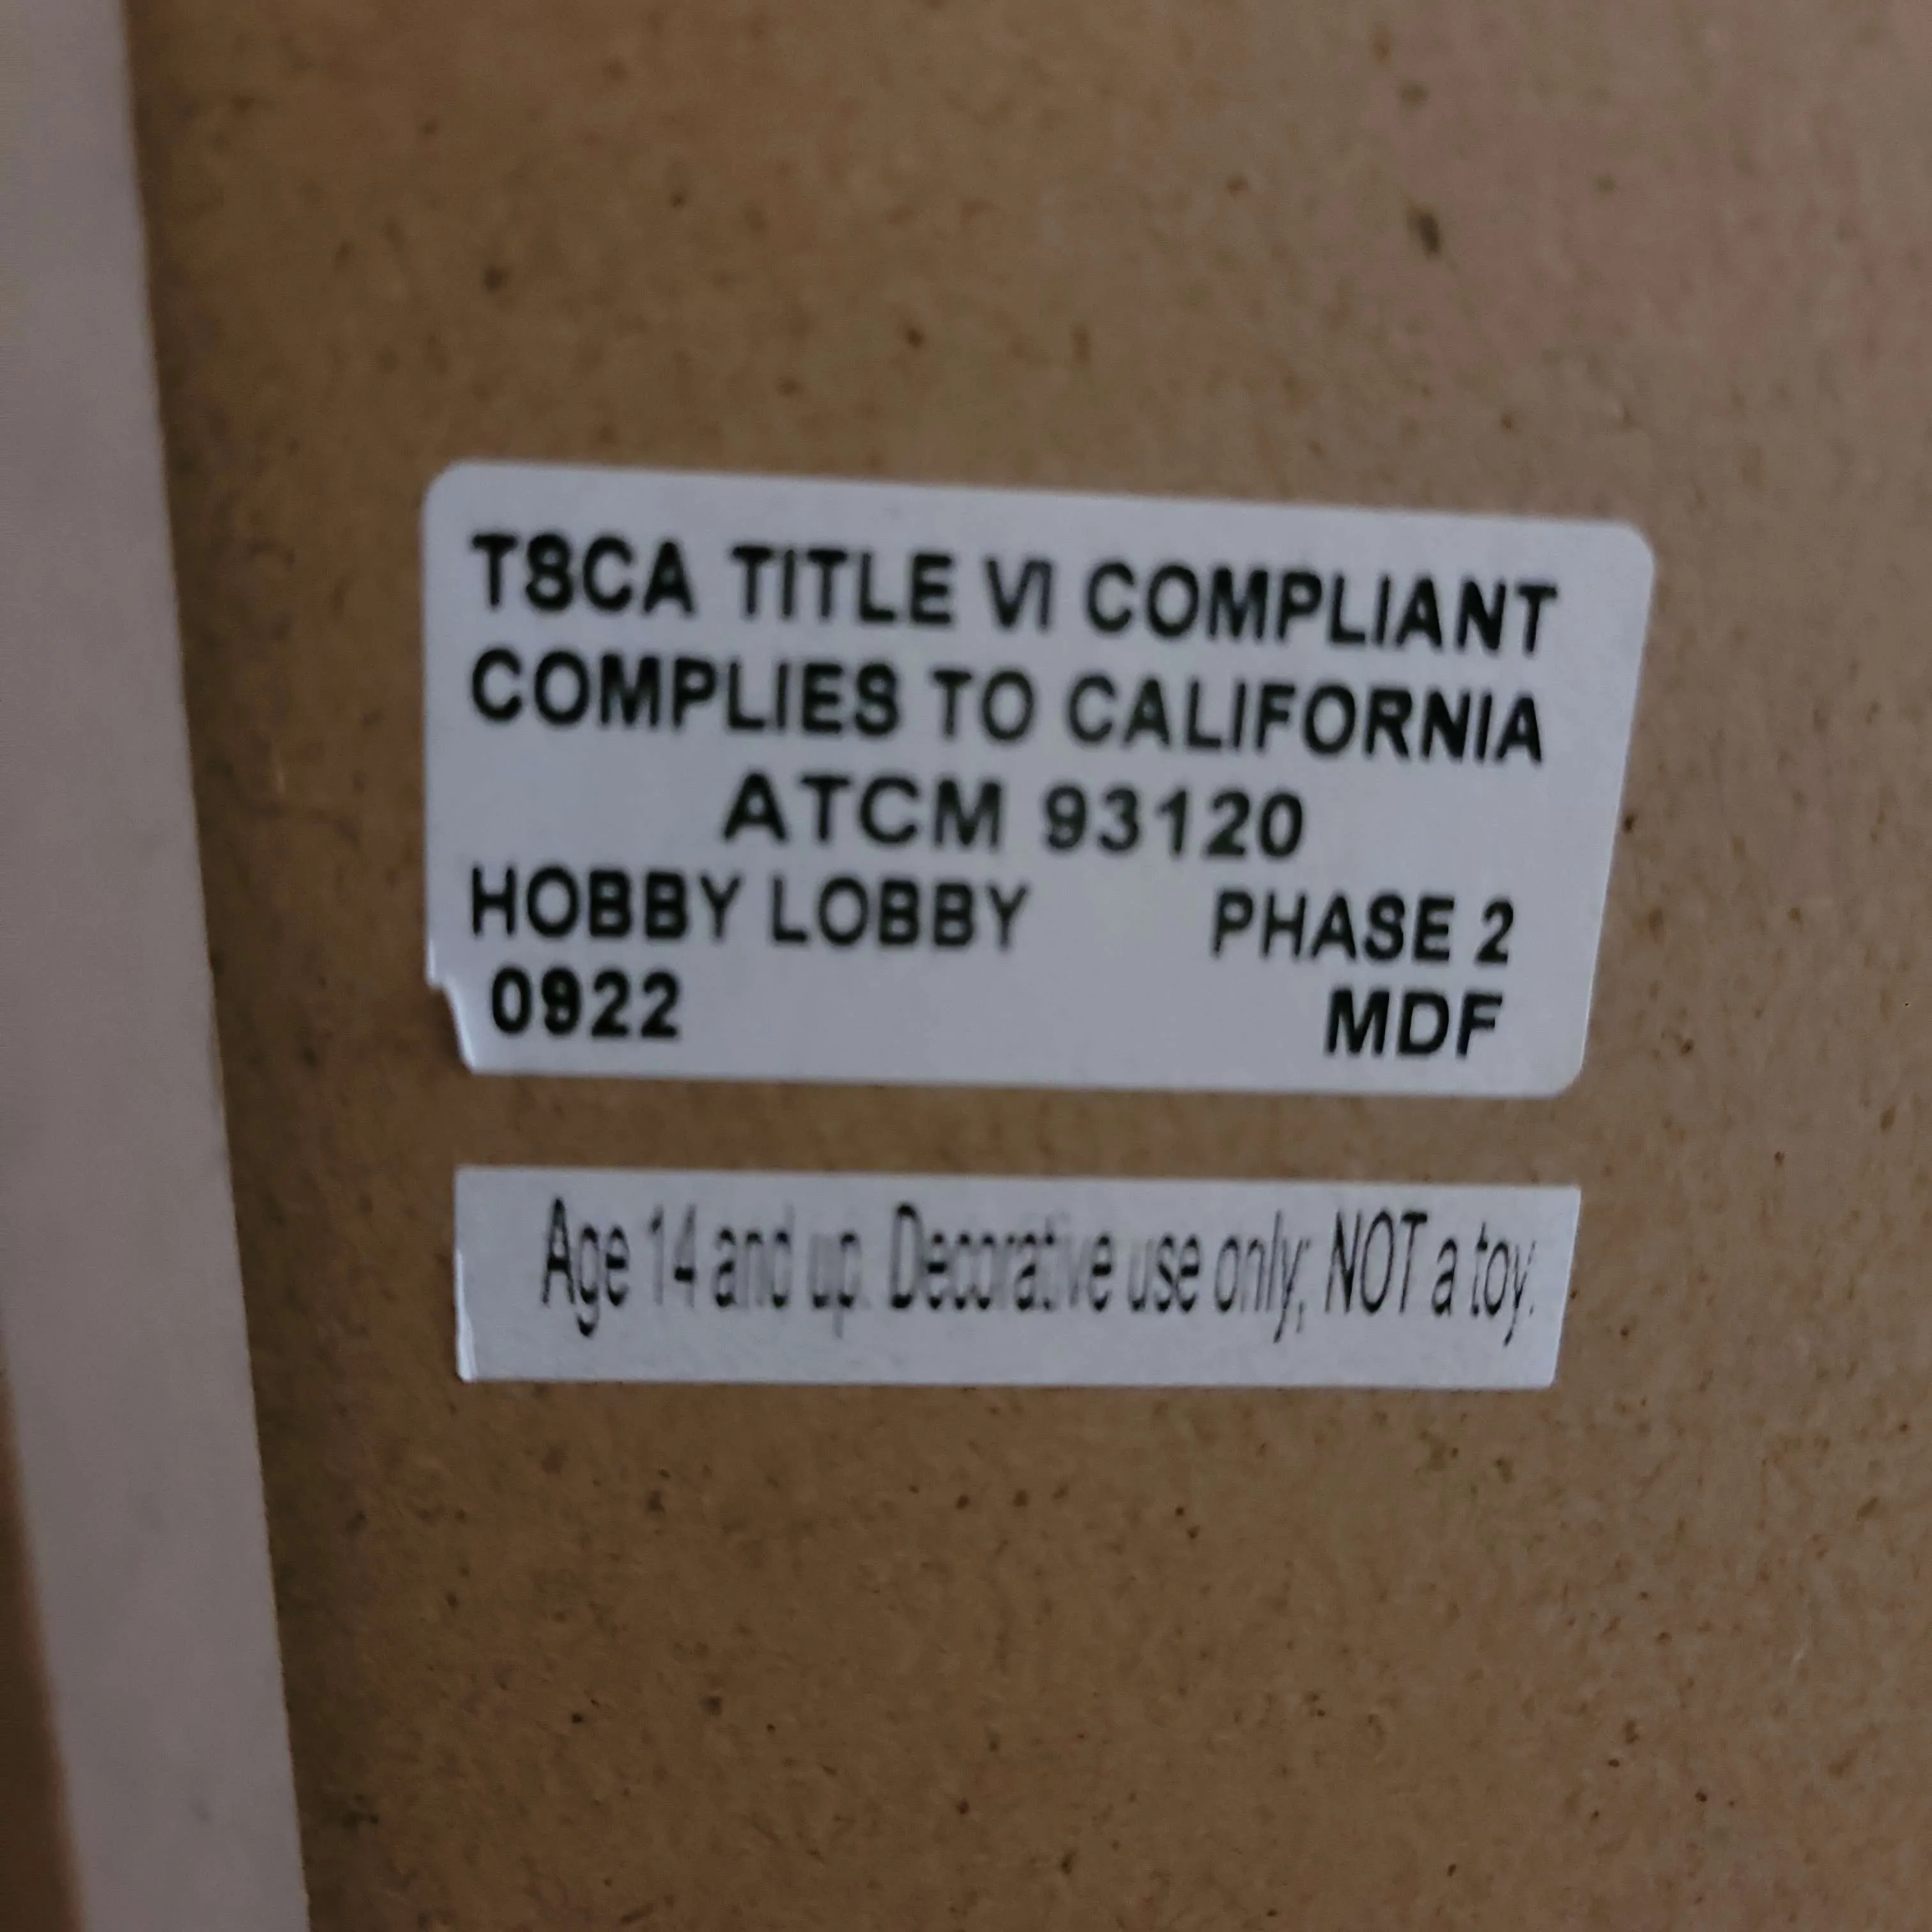 TSCA TITLE VI COMPLIANT
COMPLIES TO CALIFORNIA
ATCM 93120
HOBBY LOBBY PHASE 2
0922 MDF
Age 14 and up. Decorative use only; NOT a toy.